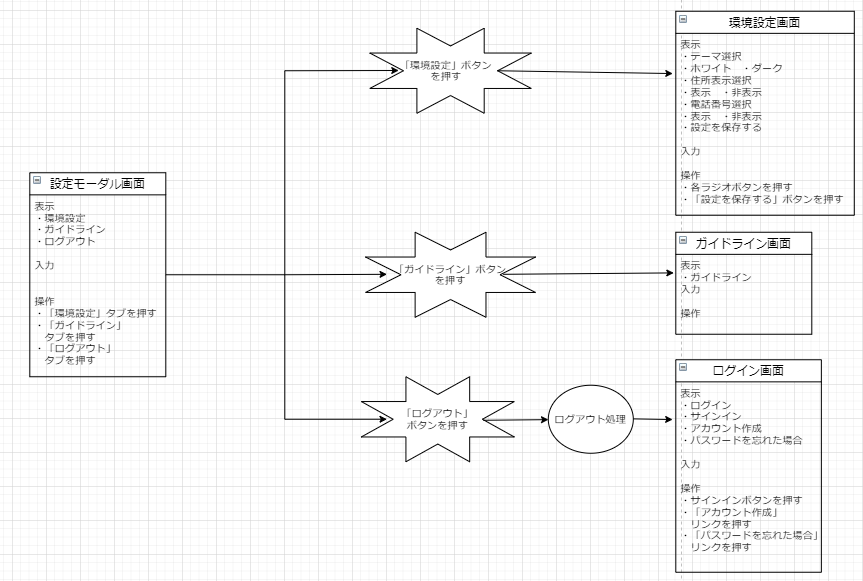 設定モーダル画面
表示
・環境設定
・ガイドライン
・ログアウト
入力
操作
・「環境設定」タブを押す
・「ガイドライン」
タブを押す
・「ログアウト」
タブを押す
「環境設定」ボタン
を押す
環境設定画面
表示
・テーマ選択
・ホワイト ・ダーク
・住所表示選択
・表示 ・非表示
・電話番号選択
・表示 ・非表示
・設定を保存する
入力
操作
・各ラジオボタンを押す
・「設定を保存する」ボタンを押す
「ガイドライン」ボタン
を押す
ガイドライン画面
表示
・ガイドライン
入力
操作
「ログアウト」
ボタンを押す
ログアウト処理
ログイン画面
表示
・ログイン
・サインイン
・アカウント作成
・パスワードを忘れた場合
入力
操作
・サインインボタンを押す
・「アカウント作成」
リンクを押す
・「パスワードを忘れた場合」
リンクを押す